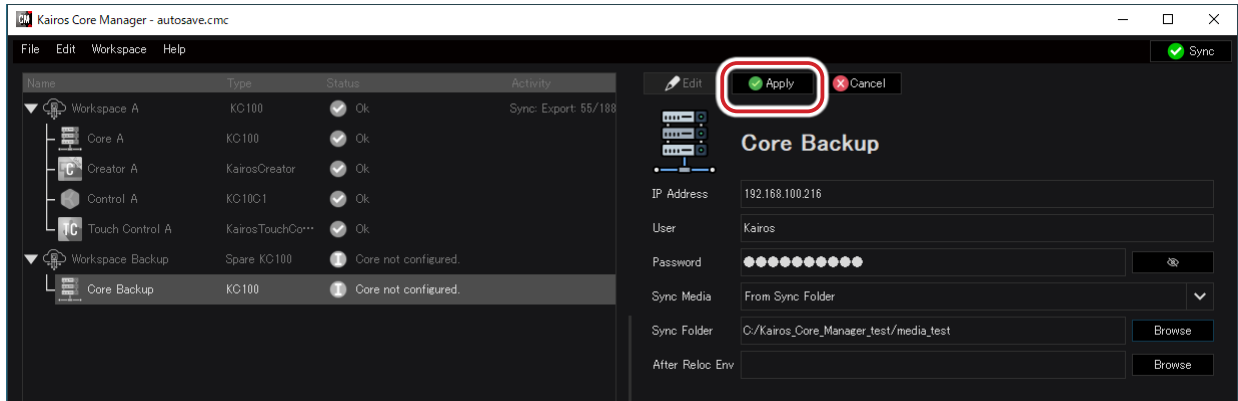 CM Kairos Core Manager - autosave.cmc
File Edit Workspace Help Sync
Name Type Status Activity
Edit Apply Cancel
Workspace A KC100 Ok Sync: Export: 55/188
Core A KC100 Ok
Creator A KairosCreator Ok
Control A KC10C1 Ok
TC Touch Control A KairosTouchCo··· Ok
Workspace Backup Spare KC100 Core not configured.
Core Backup KC100 Core not configured.
Core Backup
IP Address 192.168.100.216
User Kairos
Password ●●●●●●●●●●
Sync Media From Sync Folder
Sync Folder C:/Kairos_Core_Manager_test/media_test Browse
After Reloc Env Browse